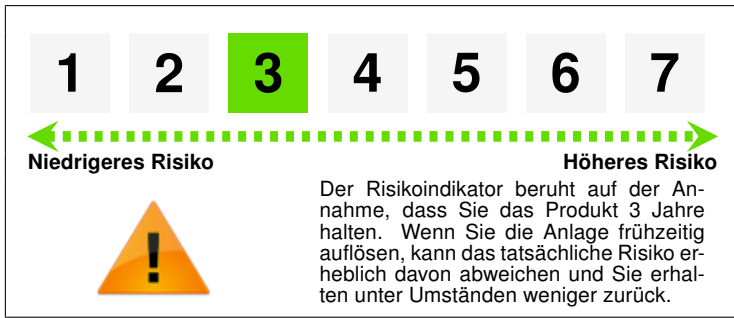 1 2 3 4 5 6 7
Niedrigeres Risiko Höheres Risiko
!
Der Risikoindikator beruht auf der An-
nahme, dass Sie das Produkt 3 Jahre
halten. Wenn Sie die Anlage frühzeitig
auflösen, kann das tatsächliche Risiko er-
heblich davon abweichen und Sie erhal-
ten unter Umständen weniger zurück.